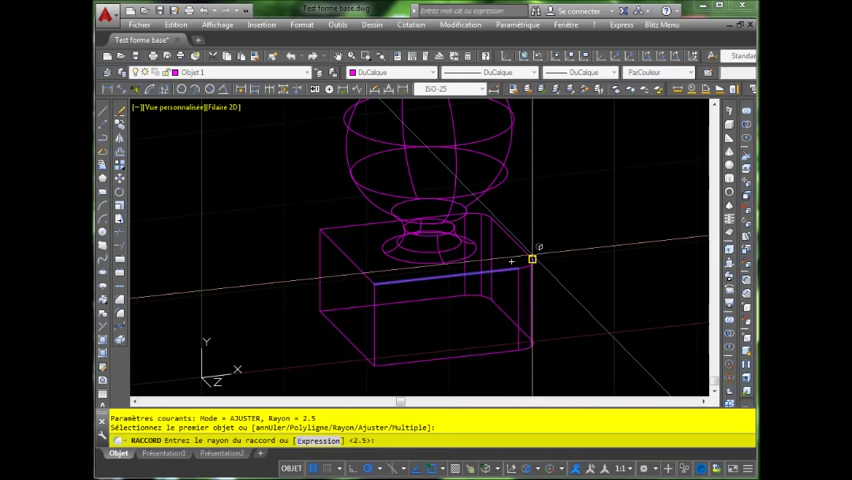 Test forme base.dwg
Entrez mot-clé ou expression
Se connecter
Fichier Edition Affichage Insertion Format Outils Dessin Cotation Modification Paramétrique Fenêtre ? Express Blitz Menu
Test forme base*
Objet 1
DuCalque
DuCalque
DuCalque
ParCouleur
Standar
ISO-25
[−][Vue personnalisée][Filaire 2D]
Y
X
Z
Paramètres courants: Mode = AJUSTER, Rayon = 2.5
Sélectionnez le premier objet ou [annUler/Polyligne/Rayon/Ajuster/Multiple]:
RACCORD Entrez le rayon du raccord ou [Expression] <2.5>:
Objet Présentation1 Présentation2 +
OBJET
1:1